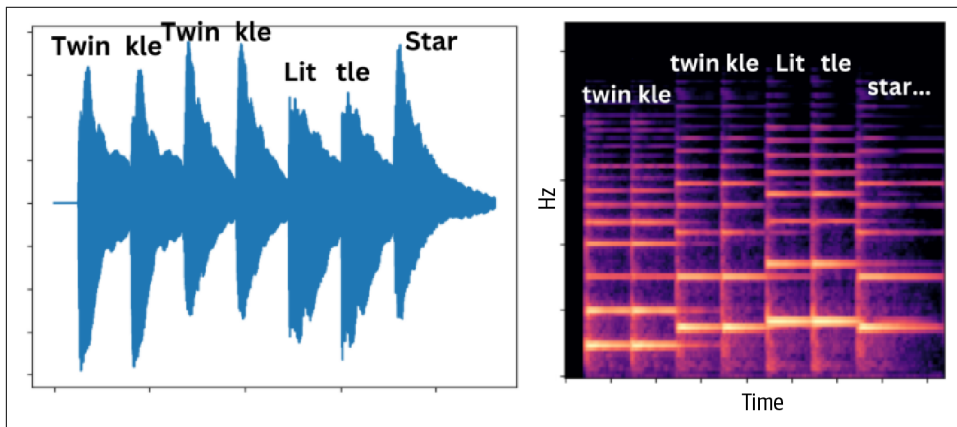 Twin kle Twin kle
Lit tle
Star
twin kle
twin kle Lit tle
star...
Hz
Time